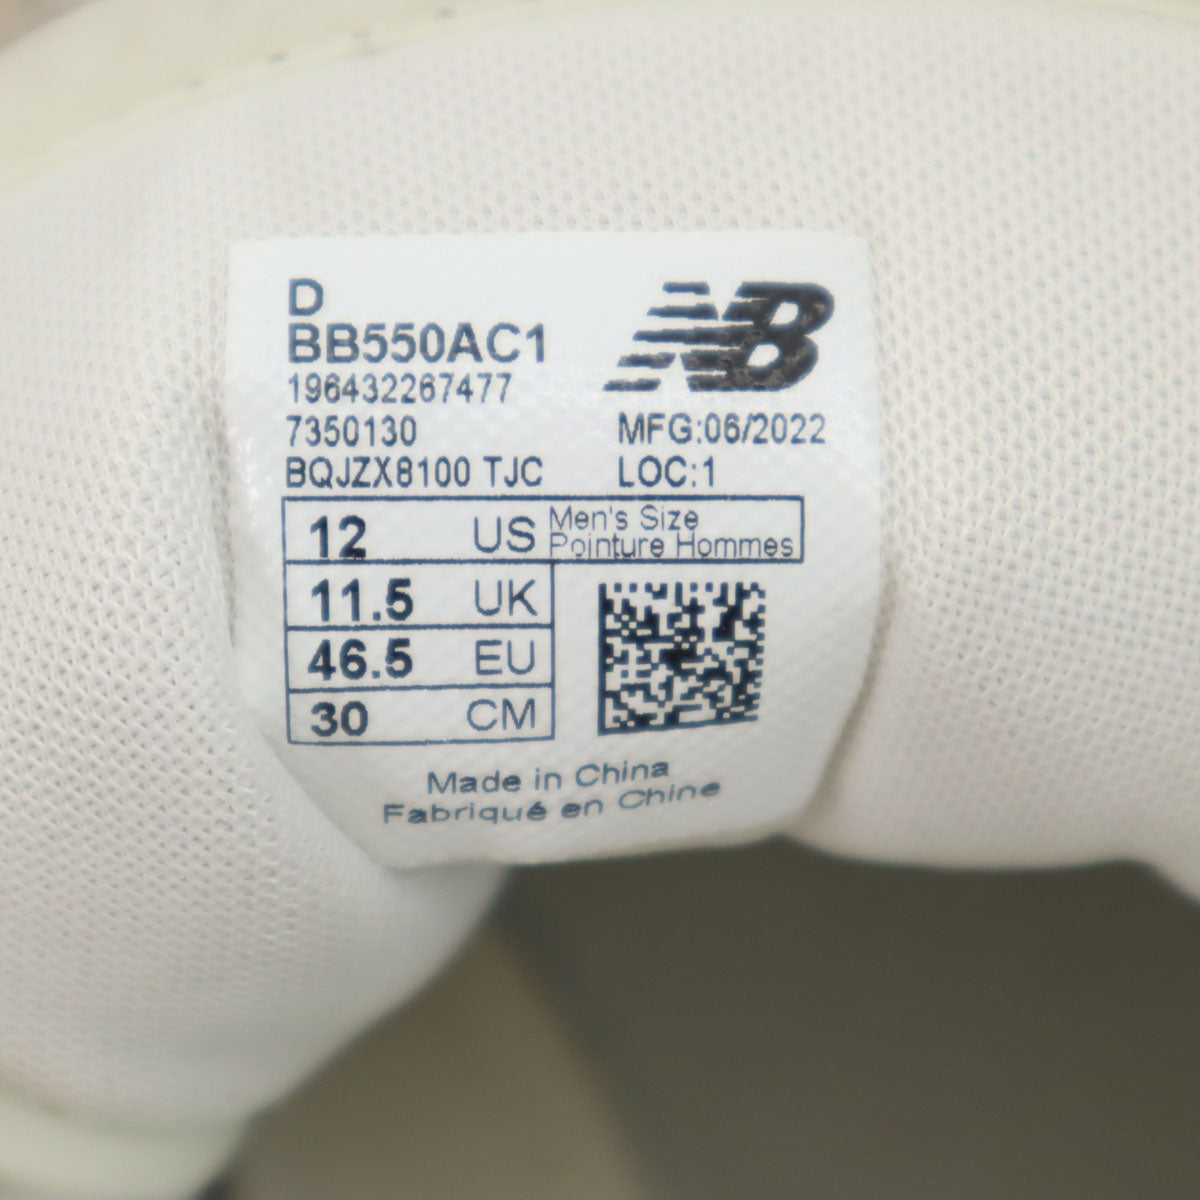 D
BB550AC1
196432267477
7350130 MFG:06/2022
BQJZX8100 TJC LOC:1
12 US Men's Size
Pointure Hommes
11.5 UK
46.5 EU
30 CM
Made in China
Fabriqué en Chine
NB